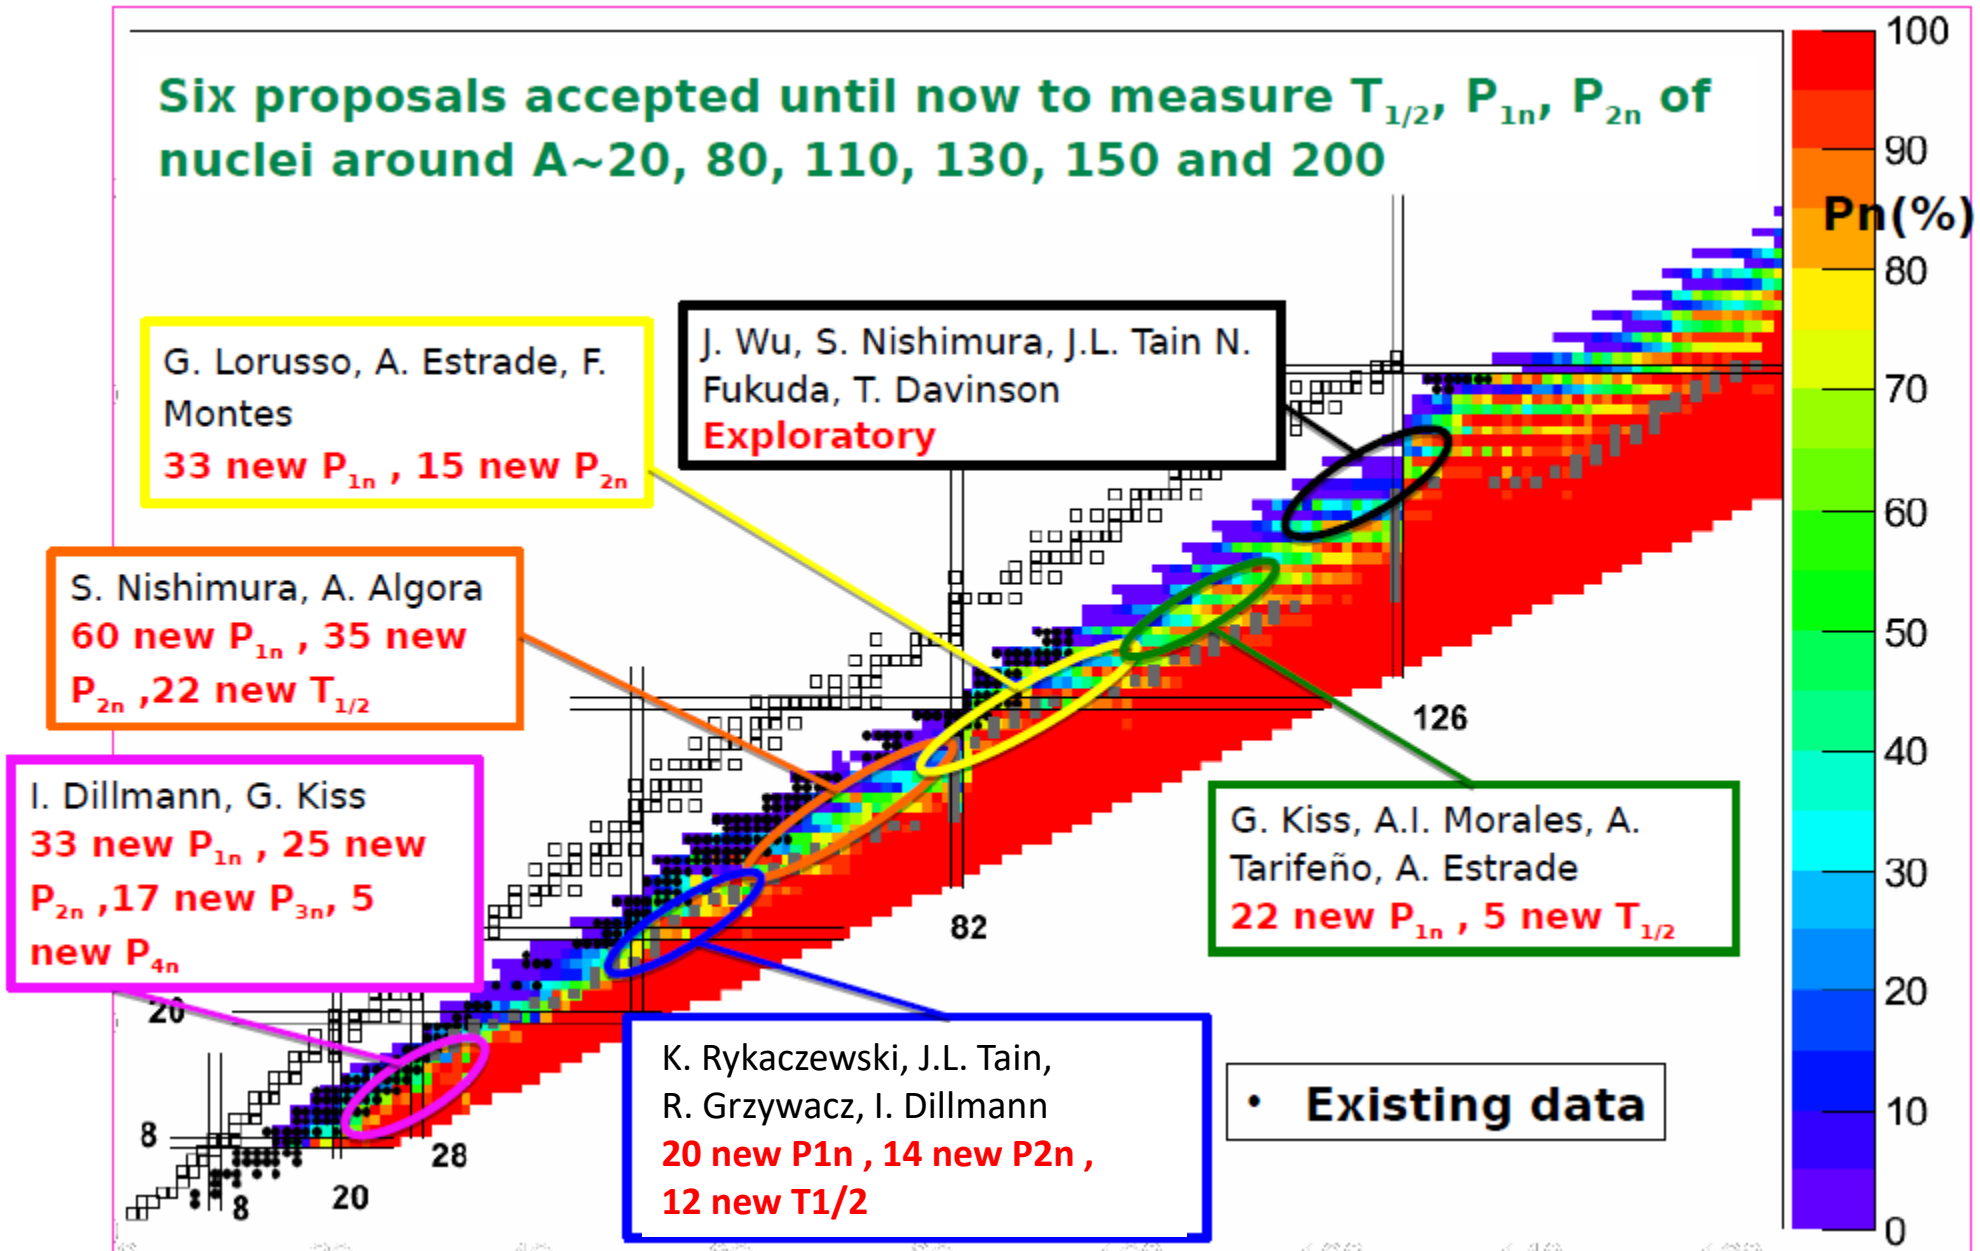 Six proposals accepted until now to measure T1/2, P1n, P2n of
nuclei around A~20, 80, 110, 130, 150 and 200
G. Lorusso, A. Estrade, F.
Montes
33 new P1n , 15 new P2n
J. Wu, S. Nishimura, J.L. Tain N.
Fukuda, T. Davinson
Exploratory
S. Nishimura, A. Algora
60 new P1n , 35 new
P2n ,22 new T1/2
I. Dillmann, G. Kiss
33 new P1n , 25 new
P2n ,17 new P3n, 5
new P4n
G. Kiss, A.I. Morales, A.
Tarifeño, A. Estrade
22 new P1n , 5 new T1/2
K. Rykaczewski, J.L. Tain,
R. Grzywacz, I. Dillmann
20 new P1n , 14 new P2n ,
12 new T1/2
• Existing data
126
82
20
8
28
20
8
Pn(%)
100
90
80
70
60
50
40
30
20
10
0